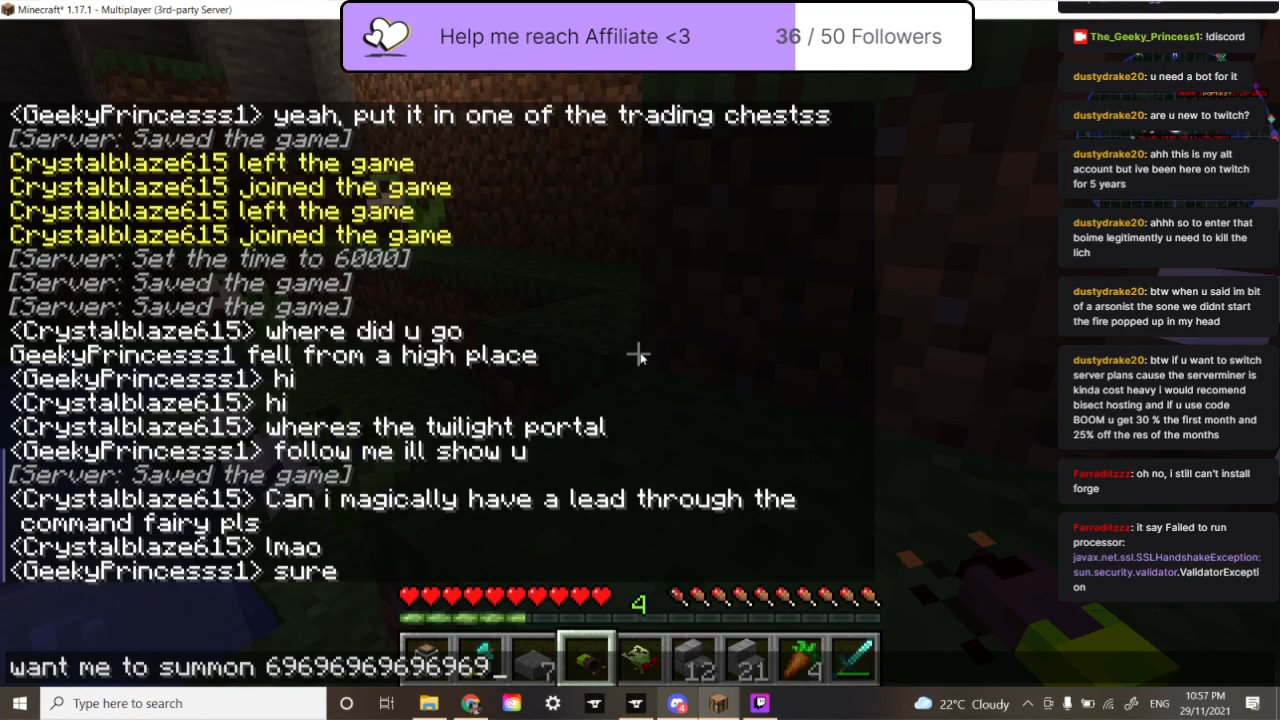 Minecraft* 1.17.1 - Multiplayer (3rd-party Server)
Help me reach Affiliate <3 36 / 50 Followers
<GeekyPrincesss1> yeah, put it in one of the trading chestss
[Server: Saved the game]
Crystalblaze615 left the game
Crystalblaze615 joined the game
Crystalblaze615 left the game
Crystalblaze615 joined the game
[Server: Set the time to 6000]
[Server: Saved the game]
[Server: Saved the game]
<Crystalblaze615> where did u go
GeekyPrincesss1 fell from a high place
<GeekyPrincesss1> hi
<Crystalblaze615> hi
<Crystalblaze615> wheres the twilight portal
<GeekyPrincesss1> follow me ill show u
[Server: Saved the game]
<Crystalblaze615> Can i magically have a lead through the
command fairy pls
<Crystalblaze615> lmao
<GeekyPrincesss1> sure
4
7
12
21
4
want me to summon 69696969696969_
The_Geeky_Princess1: !discord
dustydrake20: u need a bot for it
dustydrake20: are u new to twitch?
dustydrake20: ahh this is my alt
account but ive been here on twitch
for 5 years
dustydrake20: ahhh so to enter that
boime legitimently u need to kill the
lich
dustydrake20: btw when u said im bit
of a arsonist the sone we didnt start
the fire popped up in my head
dustydrake20: btw if u want to switch
server plans cause the serverminer is
kinda cost heavy i would recomend
bisect hosting and if u use code
BOOM u get 30 % the first month and
25% off the res of the months
Farraditzzz: oh no, i still can't install
forge
Farraditzzz: it say Failed to run
processor:
javax.net.ssl.SSLHandshakeException:
sun.security.validator.ValidatorExcepti
on
Type here to search
22°C Cloudy
ENG
10:57 PM
29/11/2021